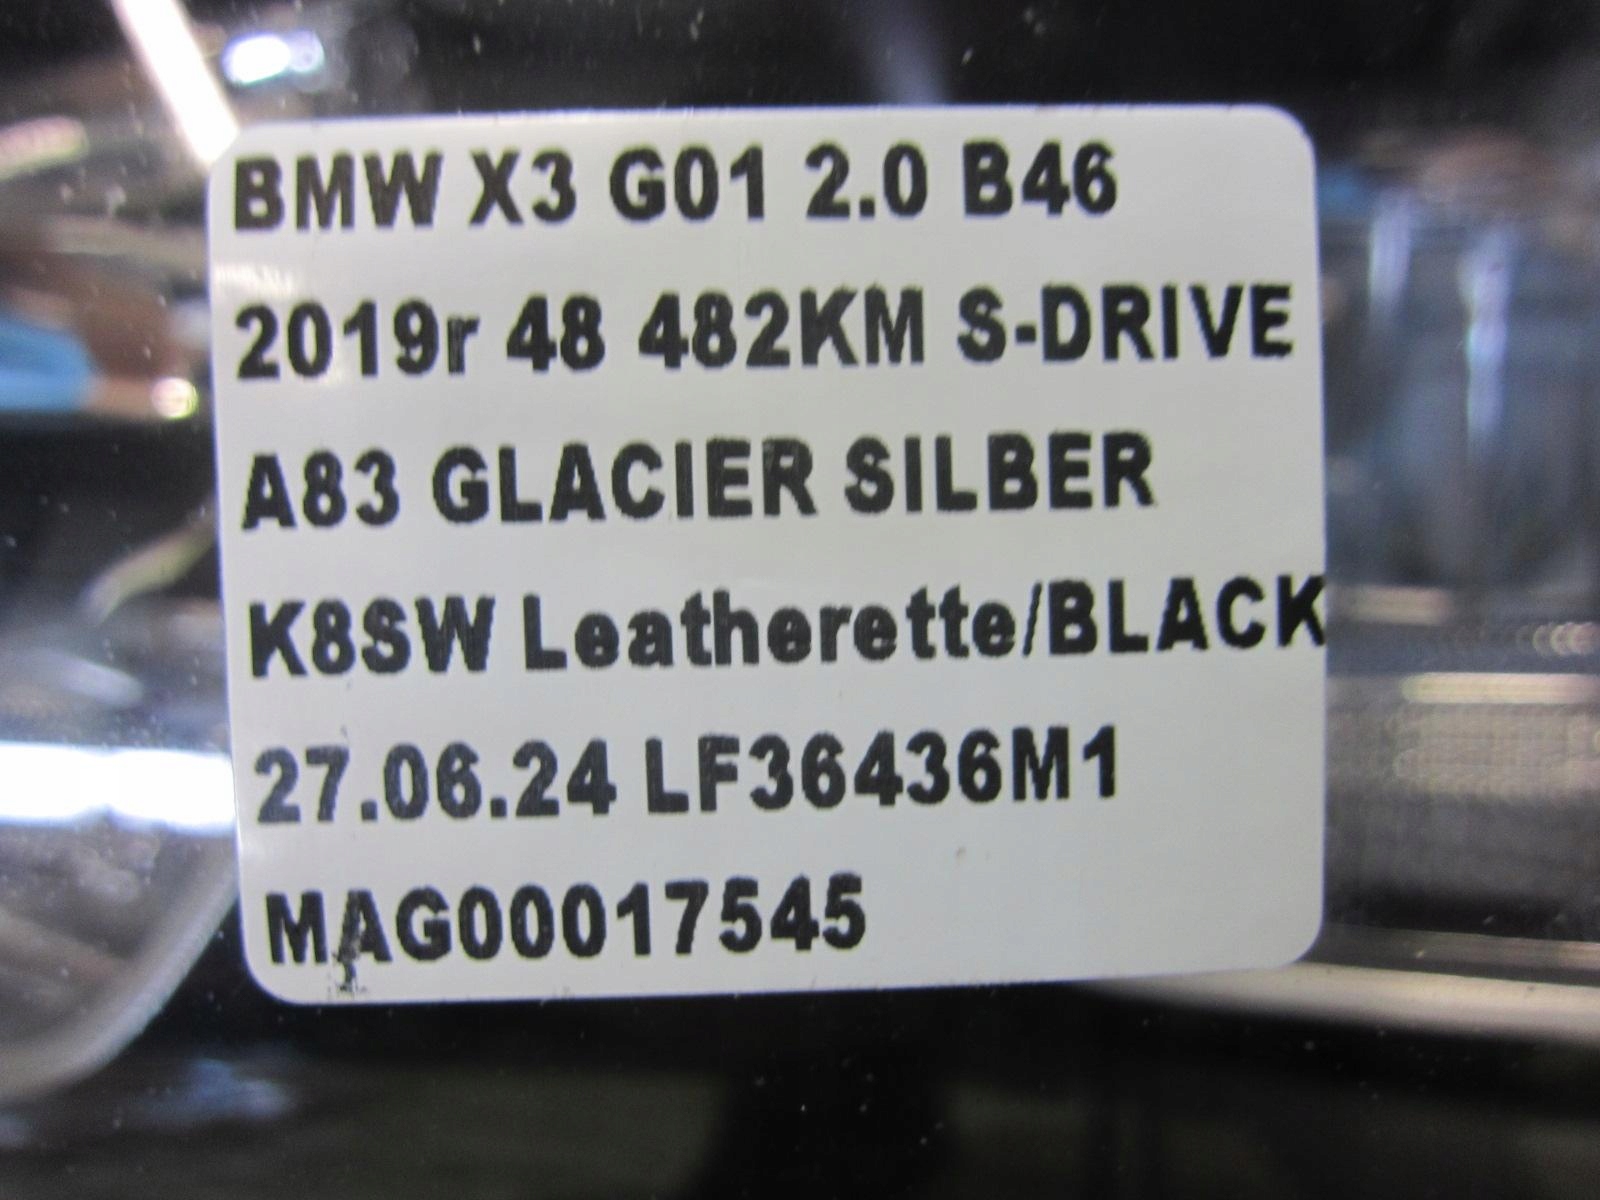 BMW X3 G01 2.0 B46
2019r 48 482KM S-DRIVE
A83 GLACIER SILBER
K8SW Leatherette/BLACK
27.06.24 LF36436M1
MAG00017545